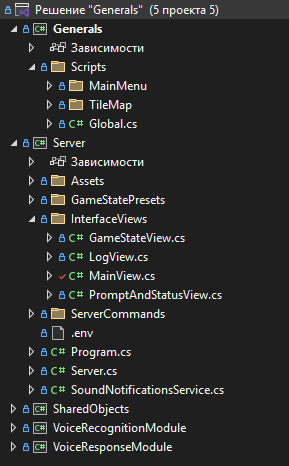 Решение "Generals" (5 проекта 5)
Generals
Зависимости
Scripts
MainMenu
TileMap
C# Global.cs
Server
Зависимости
Assets
GameStatePresets
InterfaceViews
C# GameStateView.cs
C# LogView.cs
C# MainView.cs
C# PromptAndStatusView.cs
ServerCommands
.env
C# Program.cs
C# Server.cs
C# SoundNotificationsService.cs
C# SharedObjects
C# VoiceRecognitionModule
C# VoiceResponseModule